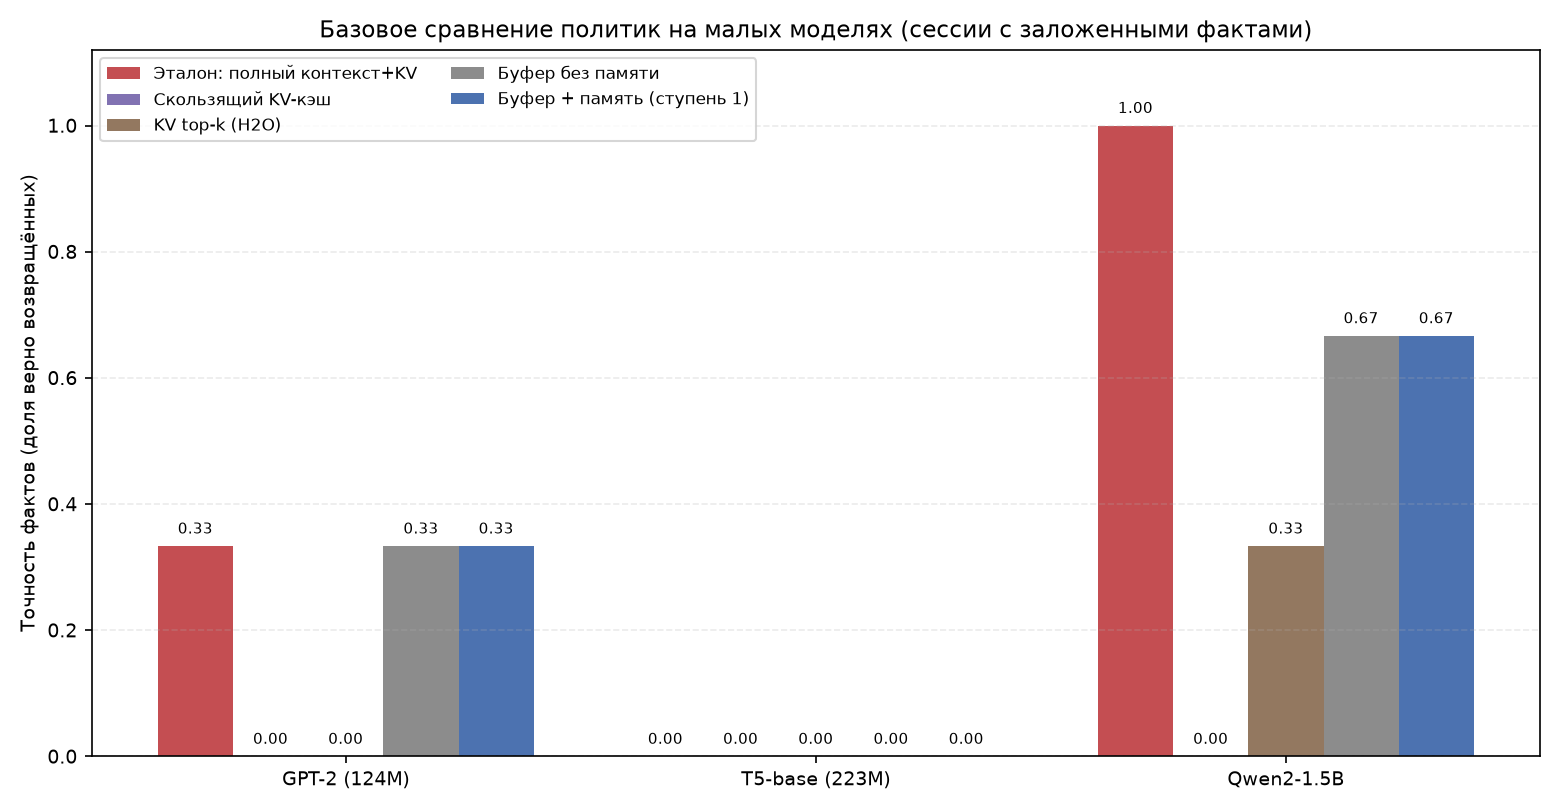 Базовое сравнение политик на малых моделях (сессии с заложенными фактами)
Эталон: полный контекст+KV
Скользящий KV-кэш
KV top-k (H2O)
Буфер без памяти
Буфер + память (ступень 1)
Точность фактов (доля верно возвращённых)
1.0
0.8
0.6
0.4
0.2
0.0
0.33
0.00
0.00
0.33
0.33
0.00
0.00
0.00
0.00
0.00
1.00
0.00
0.33
0.67
0.67
GPT-2 (124M)
T5-base (223M)
Qwen2-1.5B